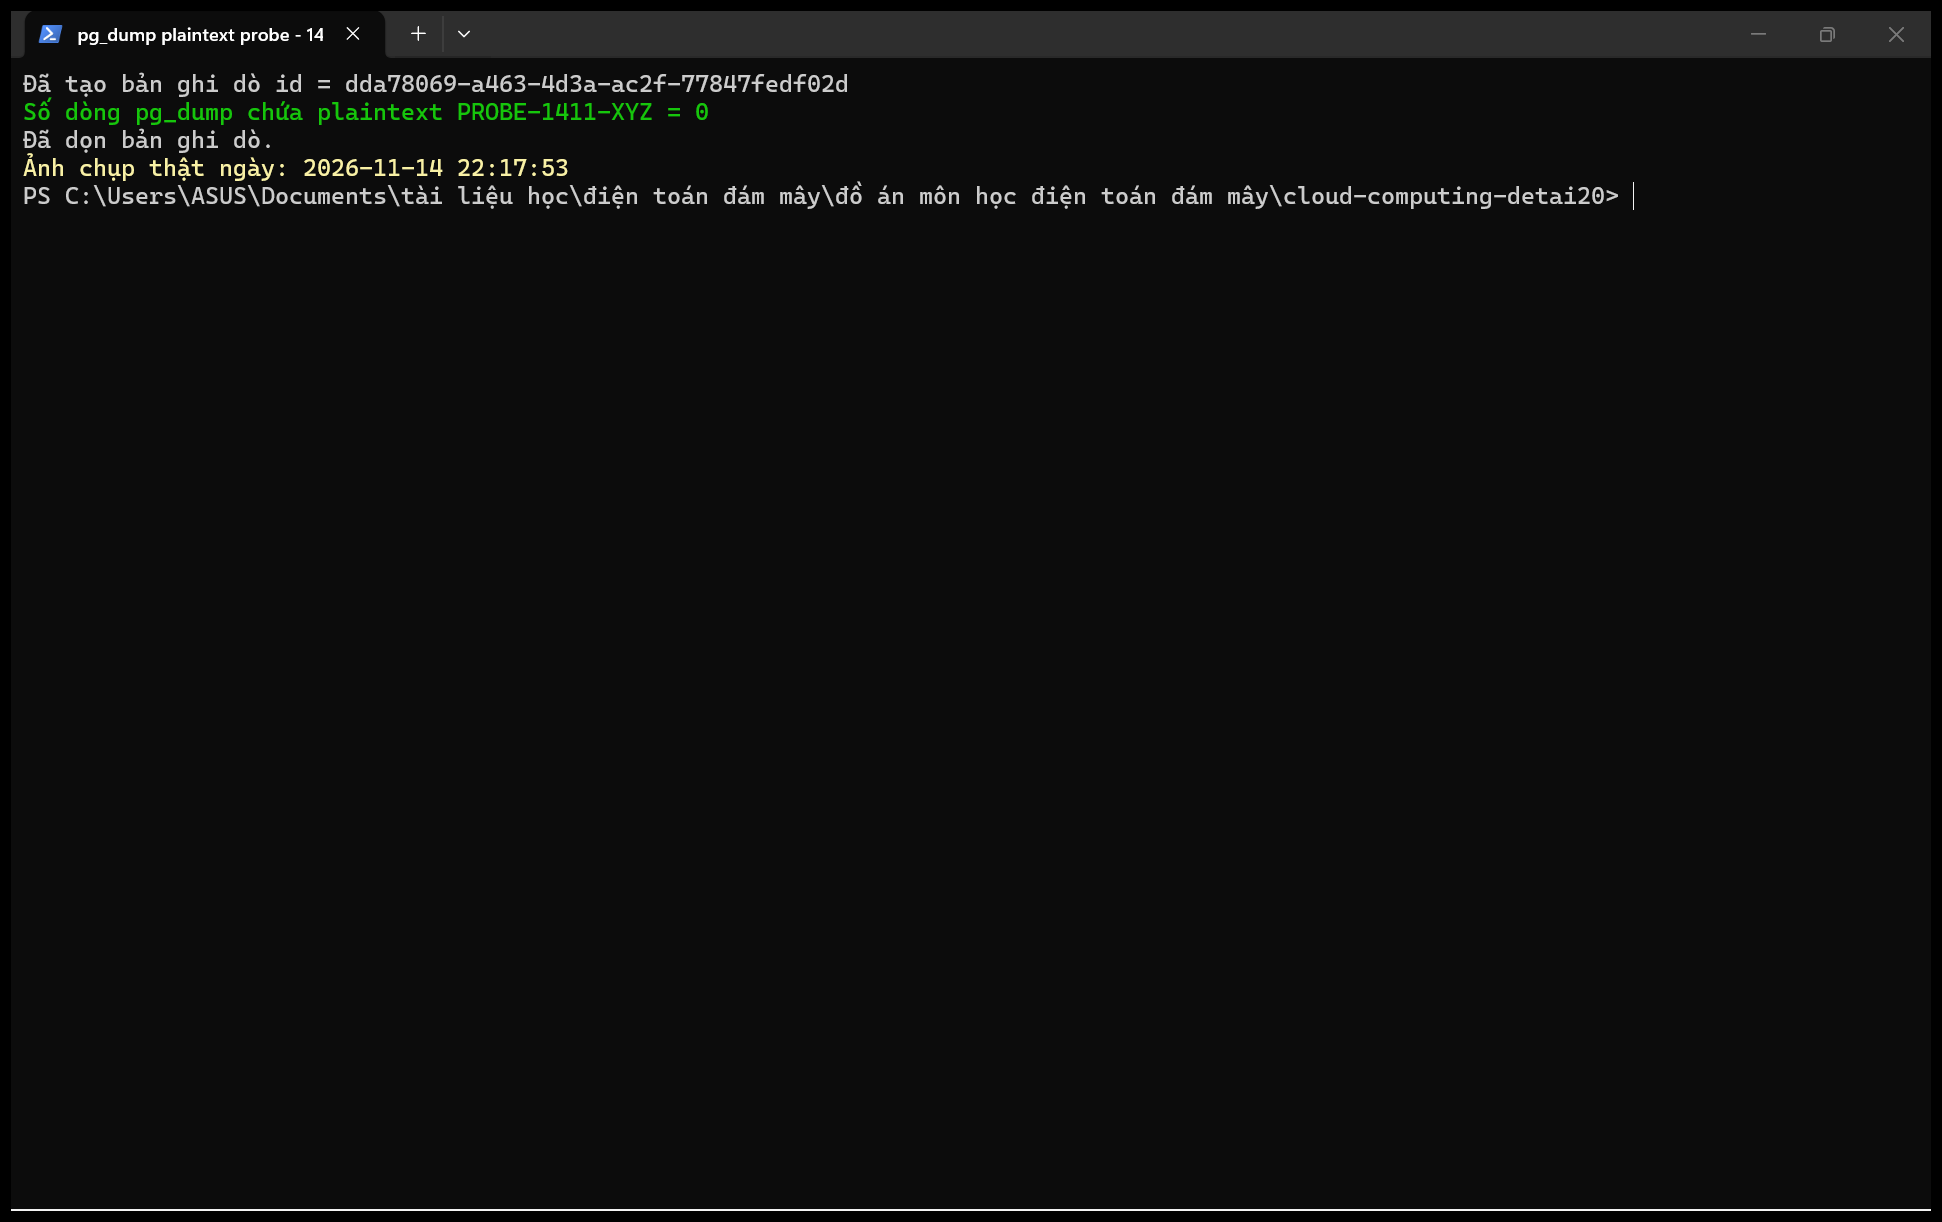 pg_dump plaintext probe - 14
Đã tạo bản ghi dò id = dda78069-a463-4d3a-ac2f-77847fedf02d
Số dòng pg_dump chứa plaintext PROBE-1411-XYZ = 0
Đã dọn bản ghi dò.
Ảnh chụp thật ngày: 2026-11-14 22:17:53
PS C:\Users\ASUS\Documents\tài liệu học\điện toán đám mây\đồ án môn học điện toán đám mây\cloud-computing-detai20>